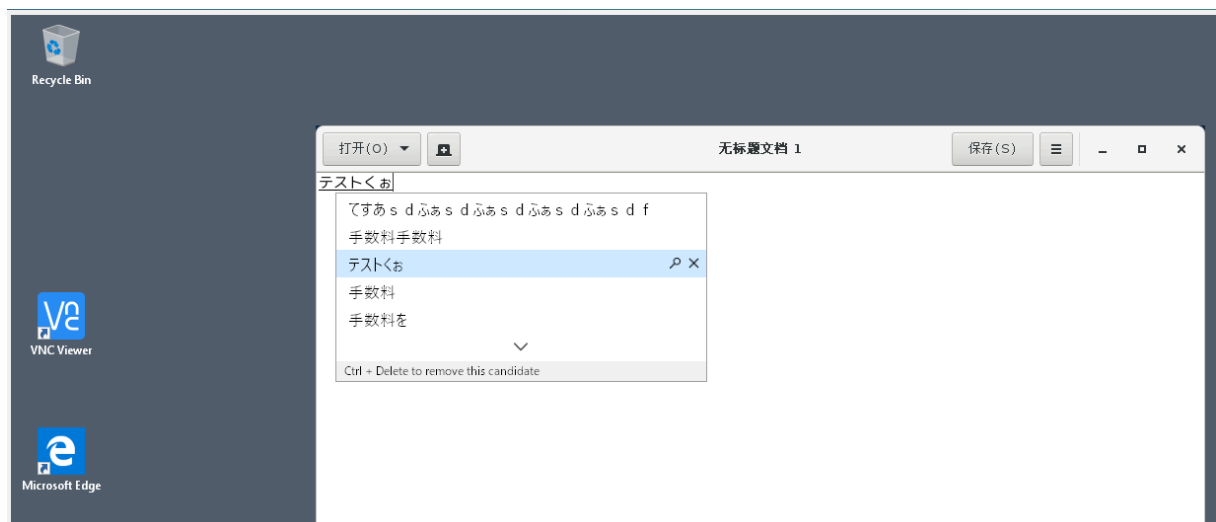 Recycle Bin
打开(O)
无标题文档 1
保存(S)
テストくぉ
てすあｓｄふぁｓｄふぁｓｄふぁｓｄふぁｓｄｆ
手数料手数料
テストくぉ
手数料
手数料を
Ctrl + Delete to remove this candidate
VNC Viewer
Microsoft Edge